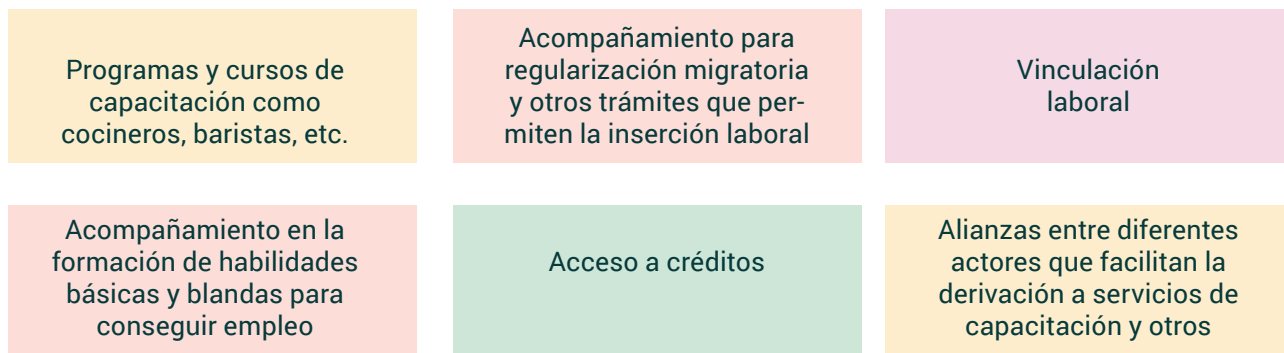 Programas y cursos de
capacitación como
cocineros, baristas, etc.
Acompañamiento para
regularización migratoria
y otros trámites que per-
miten la inserción laboral
Vinculación
laboral
Acompañamiento en la
formación de habilidades
básicas y blandas para
conseguir empleo
Acceso a créditos
Alianzas entre diferentes
actores que facilitan la
derivación a servicios de
capacitación y otros